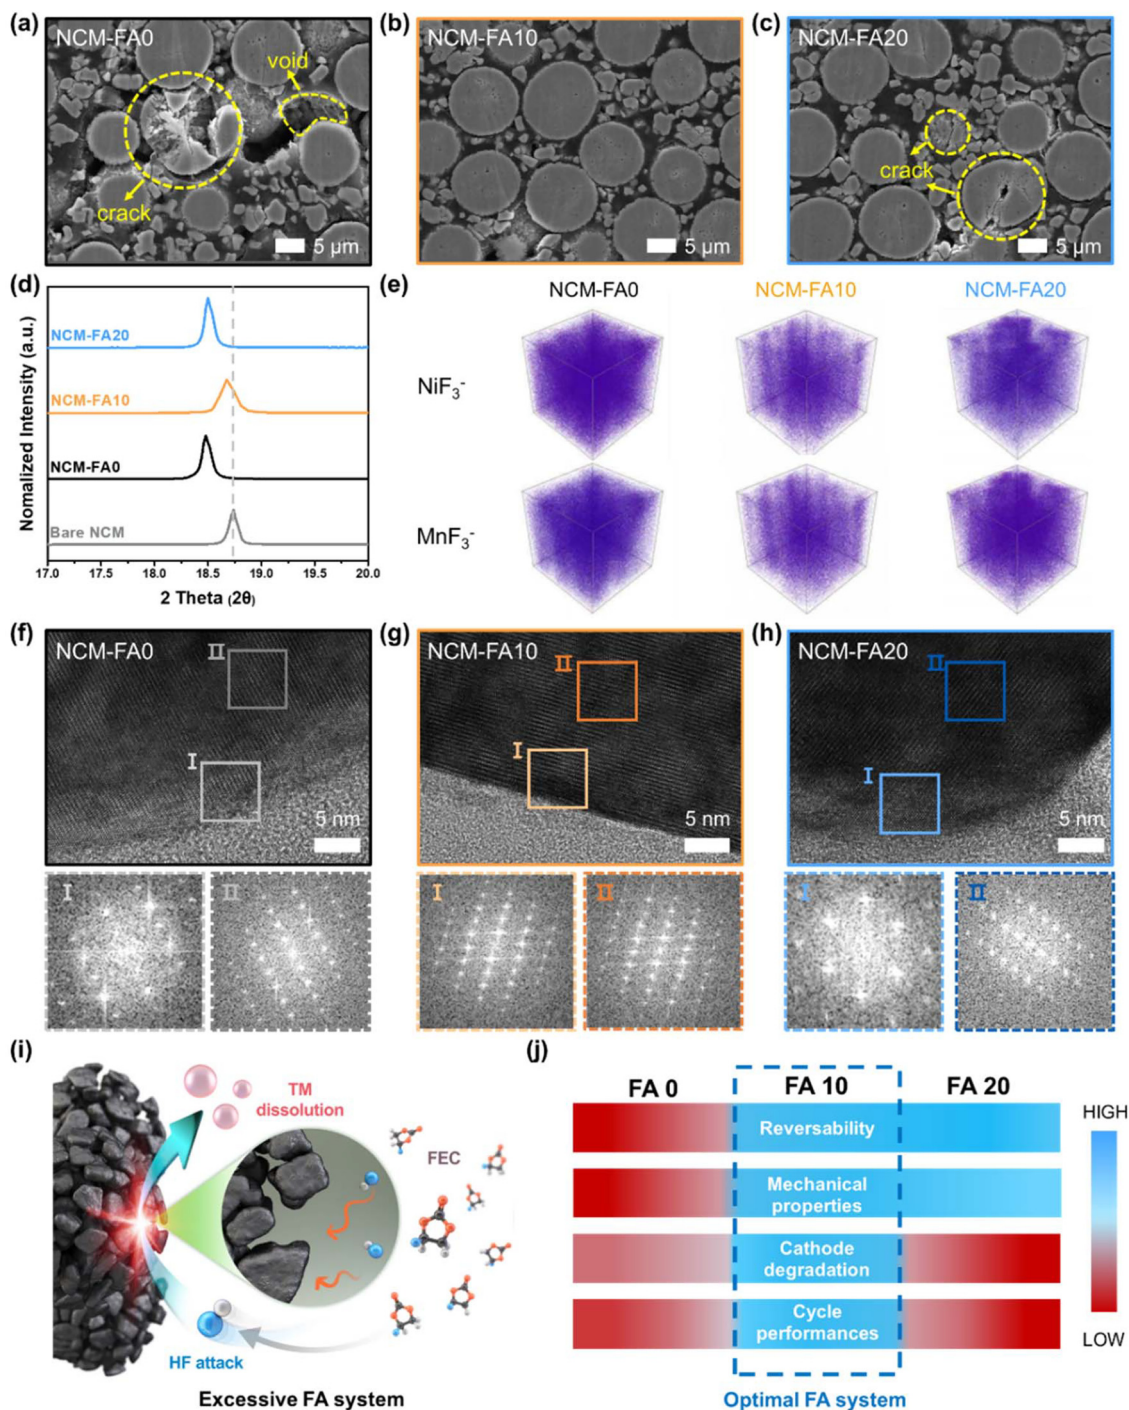 (a)
NCM-FA0
void
crack
5 μm
(b)
NCM-FA10
5 μm
(c)
NCM-FA20
crack
5 μm
(d)
Nomalized Intensity (a.u.)
NCM-FA20
NCM-FA10
NCM-FA0
Bare NCM
17.0 17.5 18.0 18.5 19.0 19.5 20.0
2 Theta (2θ)
(e)
NCM-FA0 NCM-FA10 NCM-FA20
NiF₃⁻
MnF₃⁻
(f)
NCM-FA0
II
I
5 nm
I
II
(g)
NCM-FA10
II
I
5 nm
I
II
(h)
NCM-FA20
II
I
5 nm
I
II
(i)
TM
dissolution
FEC
HF attack
Excessive FA system
(j)
FA 0 FA 10 FA 20
Reversability
Mechanical
properties
Cathode
degradation
Cycle
performances
HIGH
LOW
Optimal FA system